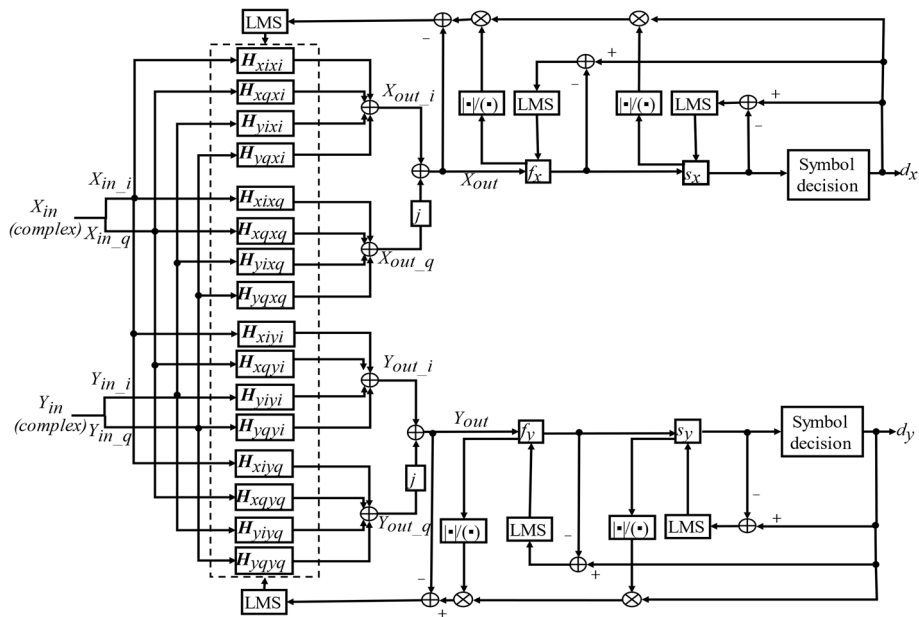 LMS
H_xixi
H_xqxi
H_yixi
H_yqxi
X_out_i
X_in_i
X_in
(complex)
X_in_q
H_xixq
H_xqxq
H_yixq
H_yqxq
j
X_out_q
X_out
−
|▪|/(▪)
LMS
f_x
−
+
|▪|/(▪)
LMS
s_x
+
−
Symbol
decision
d_x
H_xiyi
H_xqyi
H_yiyi
H_yqyi
Y_out_i
Y_in_i
Y_in
(complex)
Y_in_q
H_xiyq
H_xqyq
H_yiyq
H_yqyq
j
Y_out_q
Y_out
f_y
s_y
Symbol
decision
d_y
|▪|/(▪)
LMS
−
+
|▪|/(▪)
LMS
−
+
−
+
LMS